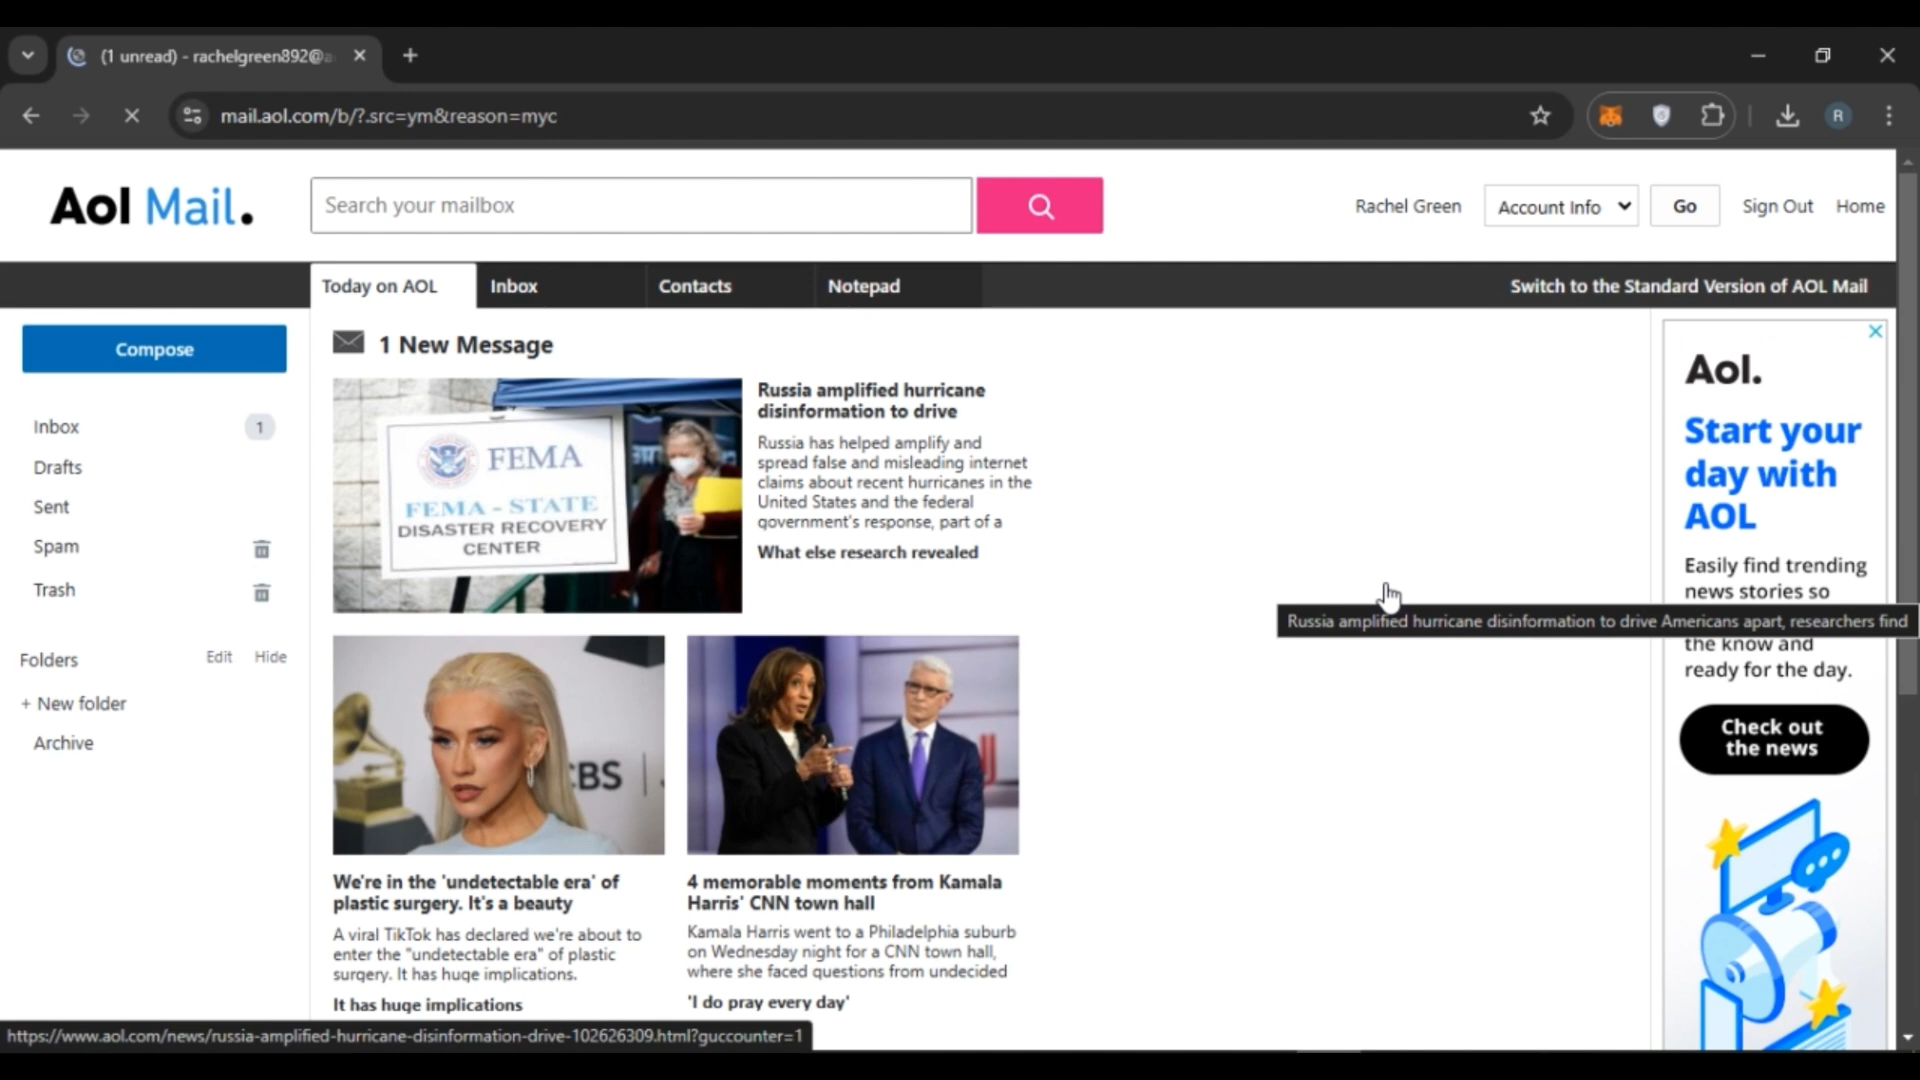 (1 unread) - rachelgreen892@a
mail.aol.com/b/?.src=ym&reason=myc
R
Aol Mail.
Search your mailbox
Rachel Green
Account Info
Go
Sign Out
Home
Today on AOL
Inbox
Contacts
Notepad
Switch to the Standard Version of AOL Mail
Compose
Inbox
1
Drafts
Sent
Spam
Trash
Folders
Edit
Hide
+ New folder
Archive
1 New Message
FEMA
FEMA - STATE
DISASTER RECOVERY
CENTER
Russia amplified hurricane
disinformation to drive
Russia has helped amplify and
spread false and misleading internet
claims about recent hurricanes in the
United States and the federal
government's response, part of a
What else research revealed
CBS
We're in the 'undetectable era' of
plastic surgery. It's a beauty
A viral TikTok has declared we're about to
enter the "undetectable era" of plastic
surgery. It has huge implications.
It has huge implications
4 memorable moments from Kamala
Harris' CNN town hall
Kamala Harris went to a Philadelphia suburb
on Wednesday night for a CNN town hall,
where she faced questions from undecided
'I do pray every day'
Aol.
Start your
day with
AOL
Easily find trending
news stories so
Russia amplified hurricane disinformation to drive Americans apart, researchers find
the know and
ready for the day.
Check out
the news
https://www.aol.com/news/russia-amplified-hurricane-disinformation-drive-102626309.html?guccounter=1